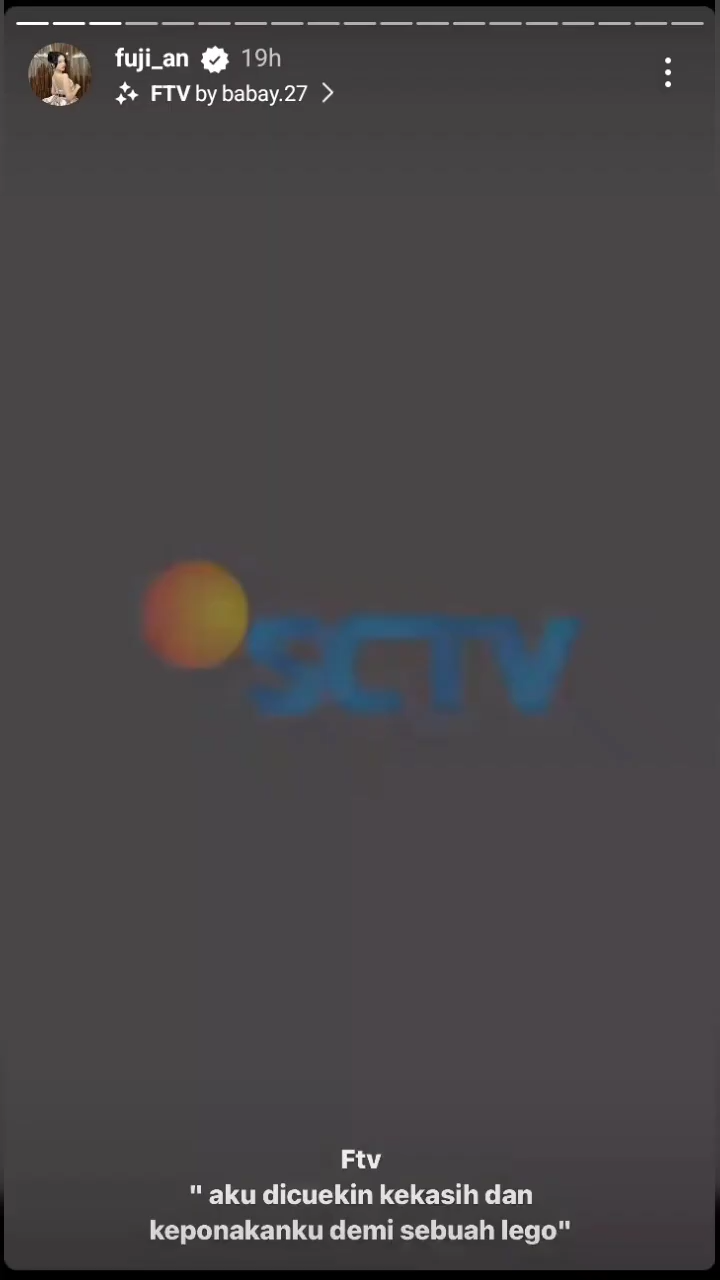 fuji_an 19h
FTV by babay.27
SCTV
Ftv
" aku dicuekin kekasih dan
keponakanku demi sebuah lego"